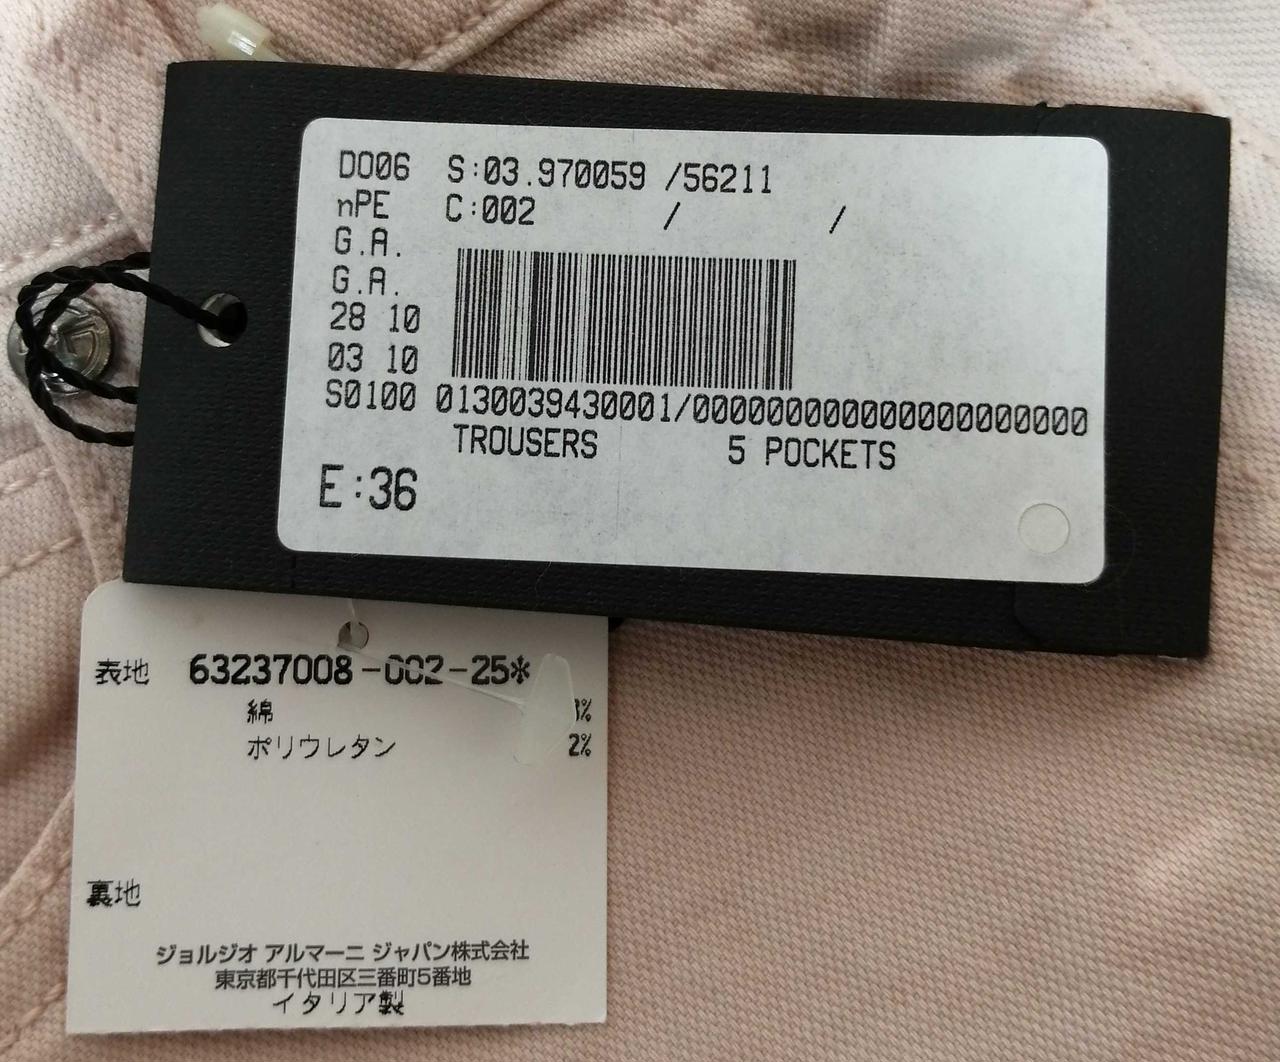 D006 S:03.970059 /56211
nPE C:002 / /
G.A.
G.A.
28 10
03 10
S0100 0130039430001/0000000000000000000000
TROUSERS 5 POCKETS
E:36
表地 63237008-002-25*
綿
ポリウレタン 2%
裏地
ジョルジオ アルマーニ ジャパン株式会社
東京都千代田区三番町5番地
イタリア製